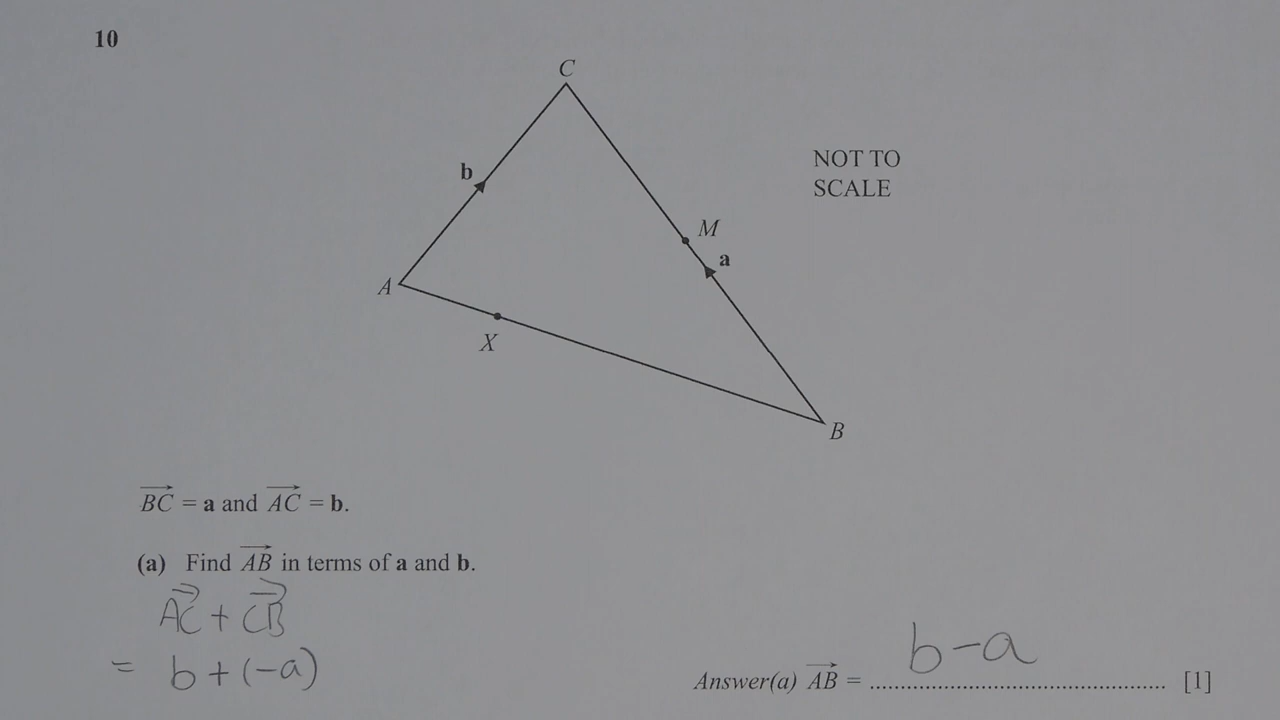 10
C
b
NOT TO
SCALE
M
a
A
X
B
BC = a and AC = b.
(a) Find AB in terms of a and b.
AC + CB
= b + (-a)
b-a
Answer(a) AB = .............................................. [1]